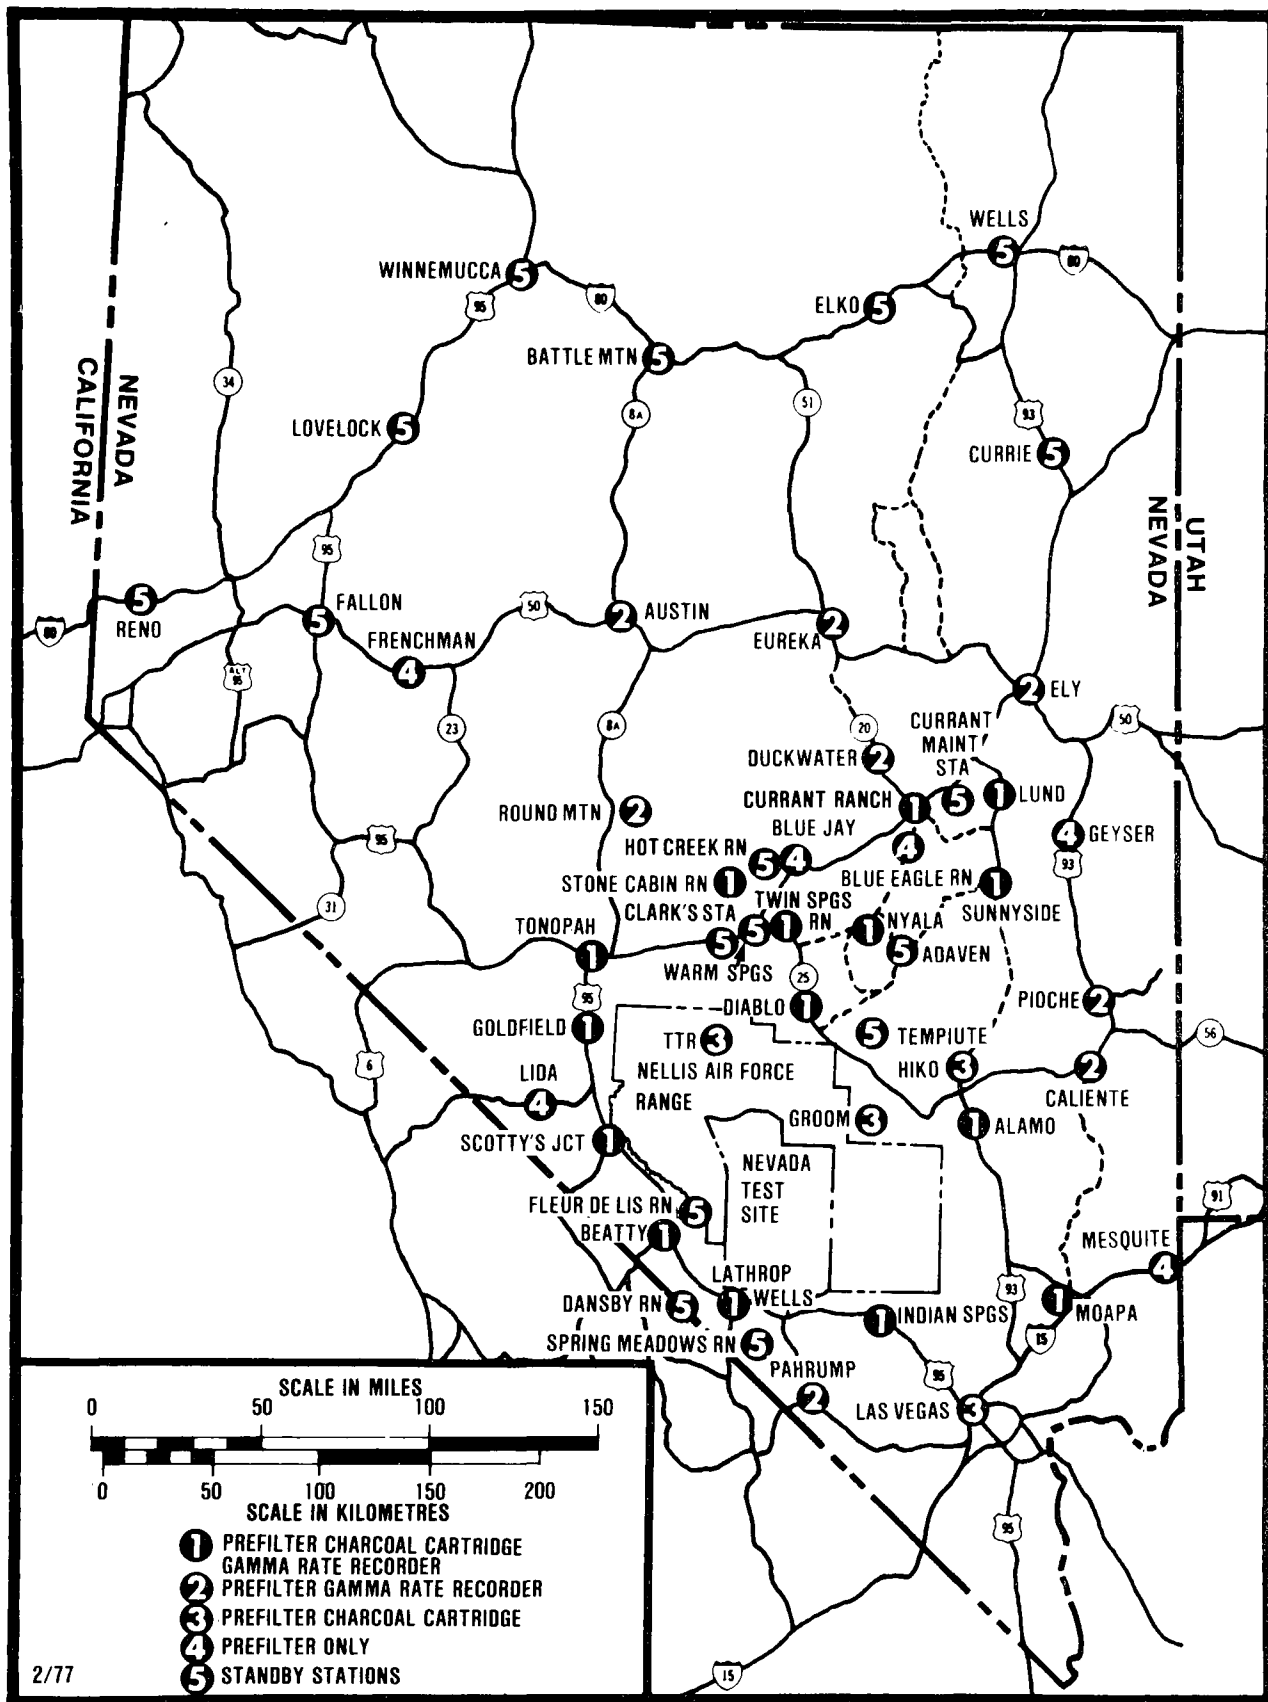 WELLS
5
80
WINNEMUCCA 5
95
80
ELKO 5
BATTLE MTN 5
NEVADA
CALIFORNIA
34
8A
51
93
LOVELOCK 5
CURRIE 5
UTAH
NEVADA
95
5
RENO
80
FALLON
5
50
2 AUSTIN
EUREKA 2
FRENCHMAN
4
ALT
95
2 ELY
23
8A
20
CURRANT
MAINT
STA
5
50
DUCKWATER 2
ROUND MTN 2
CURRANT RANCH 1
1 LUND
BLUE JAY
4
95
4 GEYSER
93
HOT CREEK RN 5
4
STONE CABIN RN 1
BLUE EAGLE RN
1
SUNNYSIDE
31
TWIN SPGS
RN
1
CLARK'S STA
5
5
WARM SPGS
1 NYALA
5 ADAVEN
TONOPAH
1
95
25
DIABLO 1
PIOCHE 2
GOLDFIELD 1
TTR 3
5 TEMPIUTE
56
6
NELLIS AIR FORCE
RANGE
HIKO 3
2
CALIENTE
LIDA
4
GROOM 3
1 ALAMO
SCOTTY'S JCT 1
NEVADA
TEST
SITE
91
FLEUR DE LIS RN 5
BEATTY 1
MESQUITE
4
LATHROP
WELLS
1
DANSBY RN 5
93
1
MOAPA
1 INDIAN SPGS
15
SPRING MEADOWS RN 5
PAHRUMP
2
95
LAS VEGAS 3
95
15
SCALE IN MILES
0 50 100 150
0 50 100 150 200
SCALE IN KILOMETRES
1 PREFILTER CHARCOAL CARTRIDGE
GAMMA RATE RECORDER
2 PREFILTER GAMMA RATE RECORDER
3 PREFILTER CHARCOAL CARTRIDGE
4 PREFILTER ONLY
5 STANDBY STATIONS
2/77